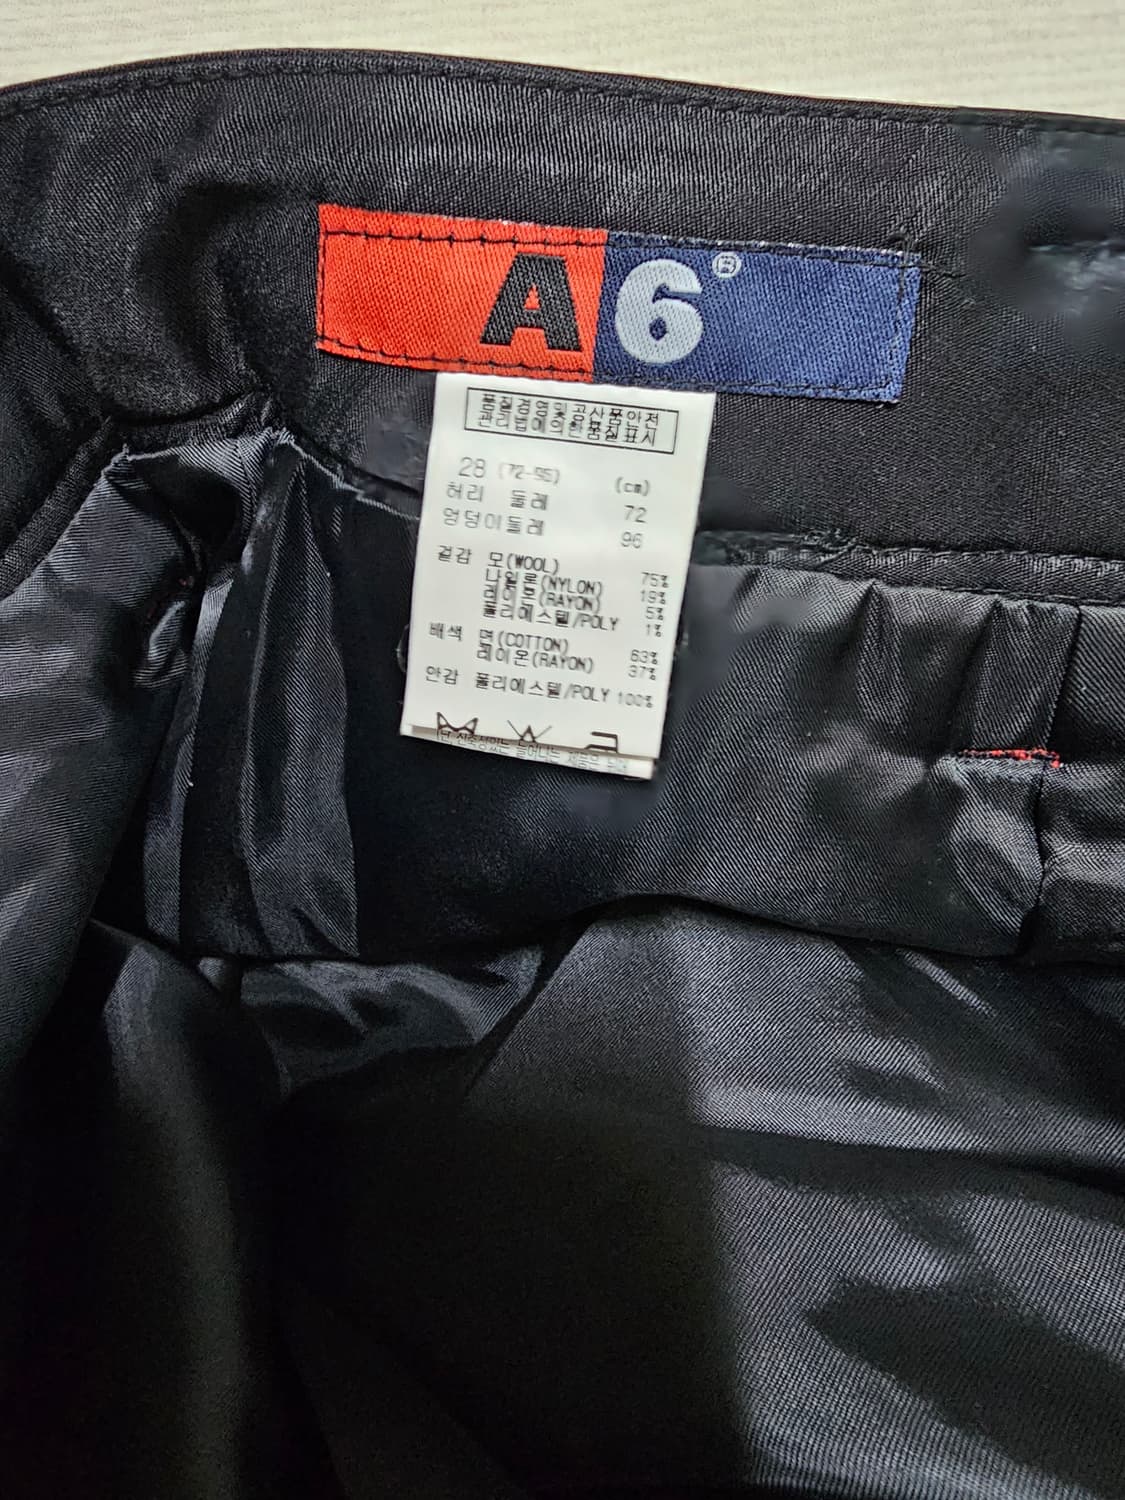 A6®
품질경영및공산품안전
관리법에의한품질표시
28 (72-96) (cm)
허리 둘레 72
엉덩이둘레 96
겉감 모(WOOL) 75%
나일론(NYLON) 19%
레이온(RAYON) 5%
폴리에스텔/POLY 1%
배색 면(COTTON) 63%
레이온(RAYON) 37%
안감 폴리에스텔/POLY 100%